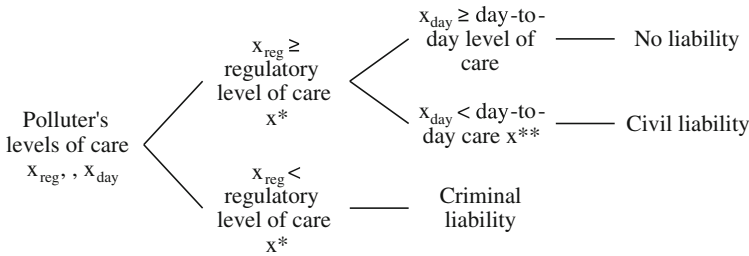 Polluter's
levels of care
x_reg, , x_day
x_reg ≥
regulatory
level of care
x*
x_day ≥ day-to-
day level of
care
No liability
x_day < day-to-
day care x**
Civil liability
x_reg <
regulatory
level of care
x*
Criminal
liability